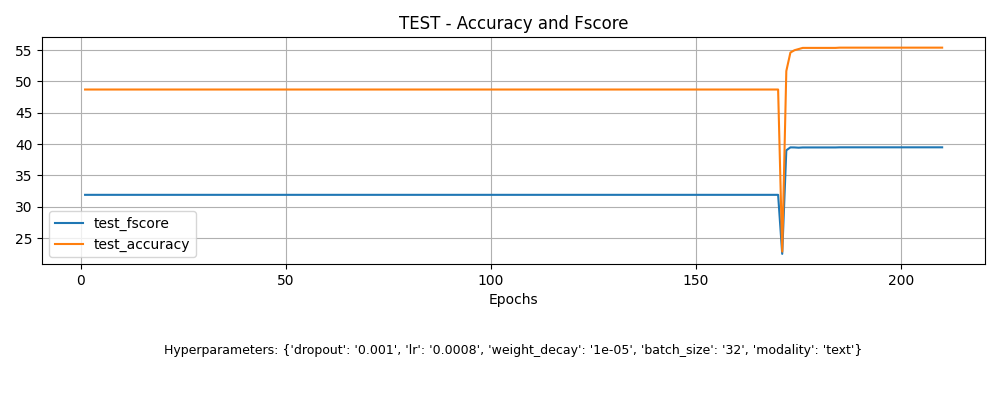 TEST - Accuracy and Fscore
55
50
45
40
35
30
25
test_fscore
test_accuracy
0 50 100 150 200
Epochs
Hyperparameters: {'dropout': '0.001', 'lr': '0.0008', 'weight_decay': '1e-05', 'batch_size': '32', 'modality': 'text'}